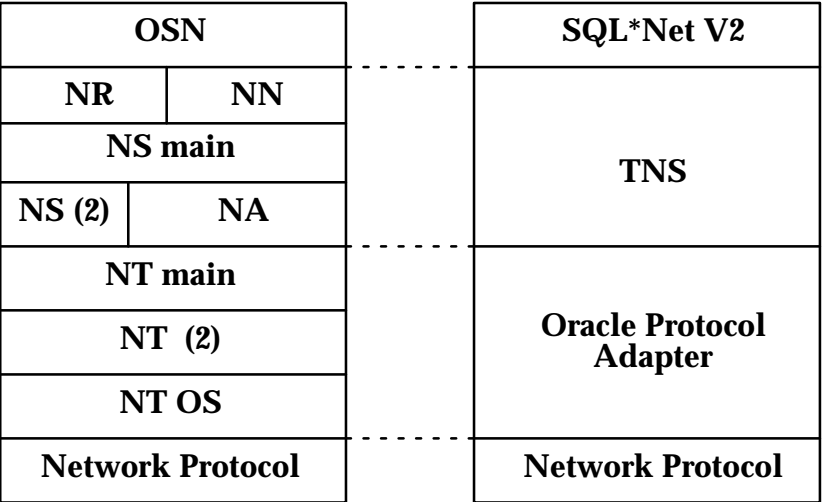 OSN
NR NN
NS main
NS (2) NA
NT main
NT (2)
NT OS
Network Protocol
SQL*Net V2
TNS
Oracle Protocol
Adapter
Network Protocol